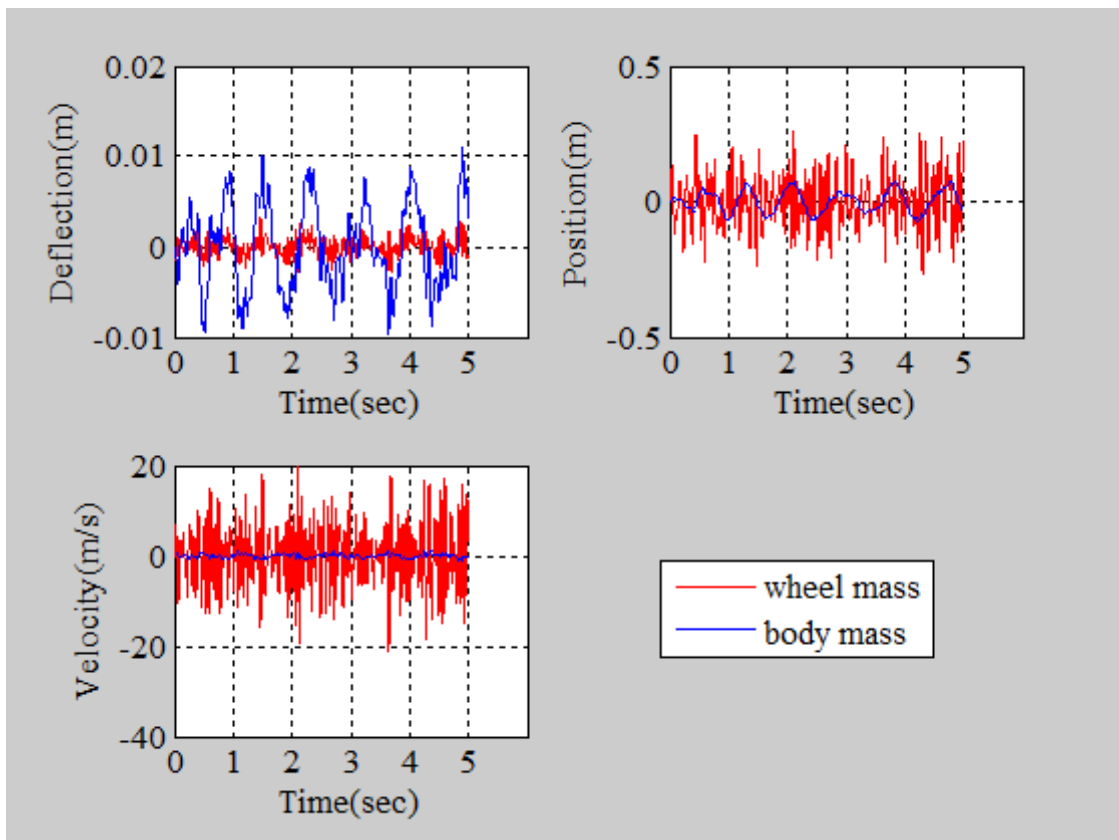 0.02
0.01
0
-0.01
Deflection(m)
0 1 2 3 4 5
Time(sec)
0.5
0
-0.5
Position(m)
0 1 2 3 4 5
Time(sec)
20
0
-20
-40
Velocity(m/s)
0 1 2 3 4 5
Time(sec)
wheel mass
body mass